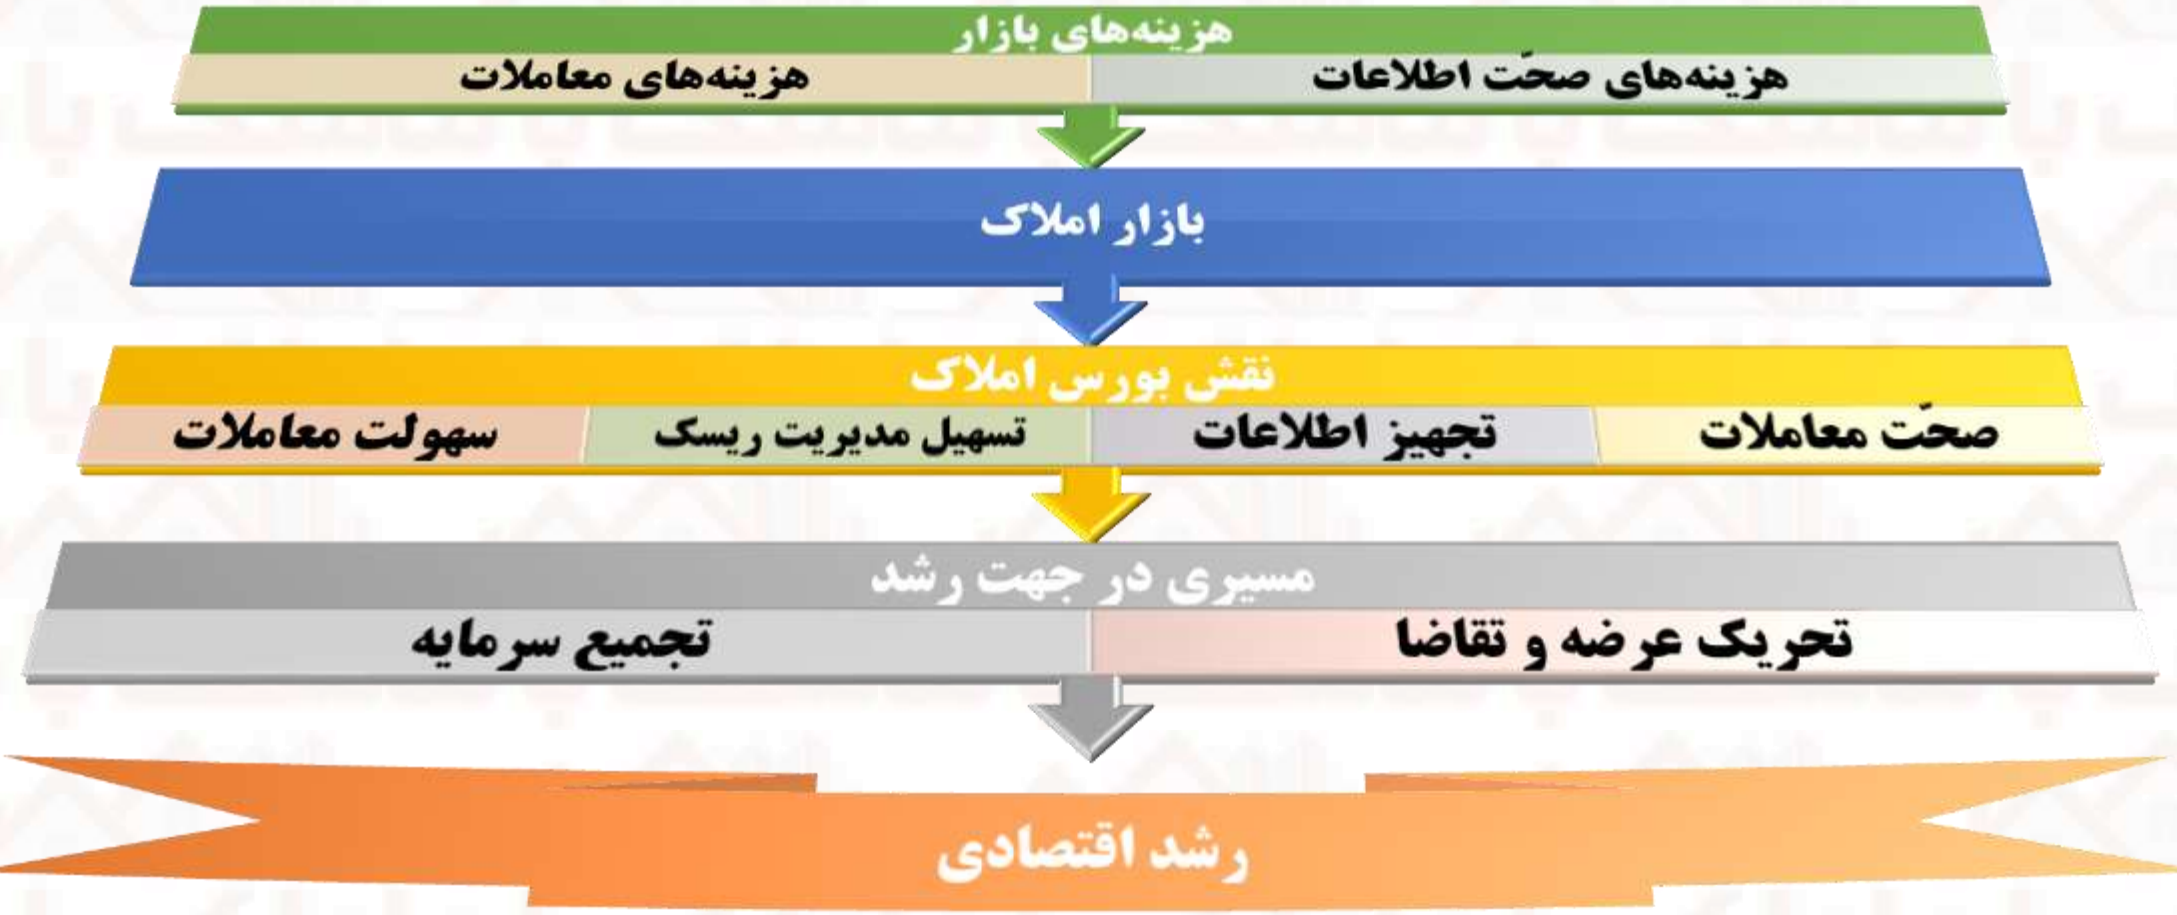 هزینه‌های بازار
هزینه‌های صحّت اطلاعات هزینه‌های معاملات
بازار املاک
نقش بورس املاک
صحّت معاملات تجهیز اطلاعات تسهیل مدیریت ریسک سهولت معاملات
مسیری در جهت رشد
تحریک عرضه و تقاضا تجمیع سرمایه
رشد اقتصادی